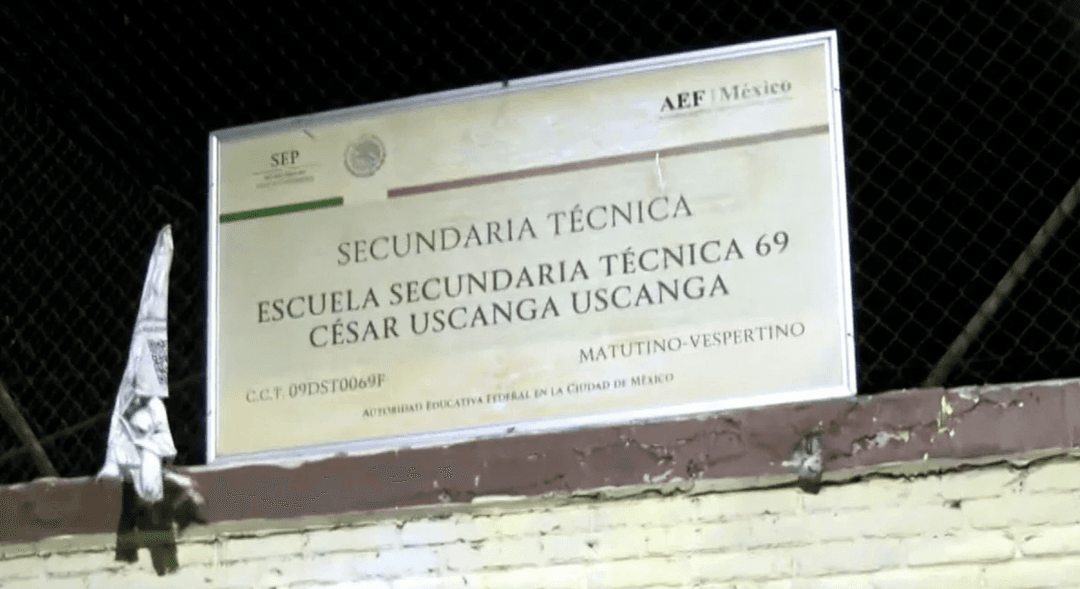 SEP
AEF | México
SECUNDARIA TÉCNICA
ESCUELA SECUNDARIA TÉCNICA 69
CÉSAR USCANGA USCANGA
MATUTINO-VESPERTINO
C.C.T. 09DST0069F
AUTORIDAD EDUCATIVA FEDERAL EN LA CIUDAD DE MÉXICO